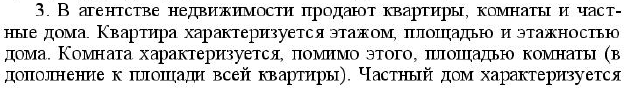 3. В агентстве недвижимости продают квартиры, комнаты и част-
ные дома. Квартира характеризуется этажом, площадью и этажностью
дома. Комната характеризуется, помимо этого, площадью комнаты (в
дополнение к площади всей квартиры). Частный дом характеризуется